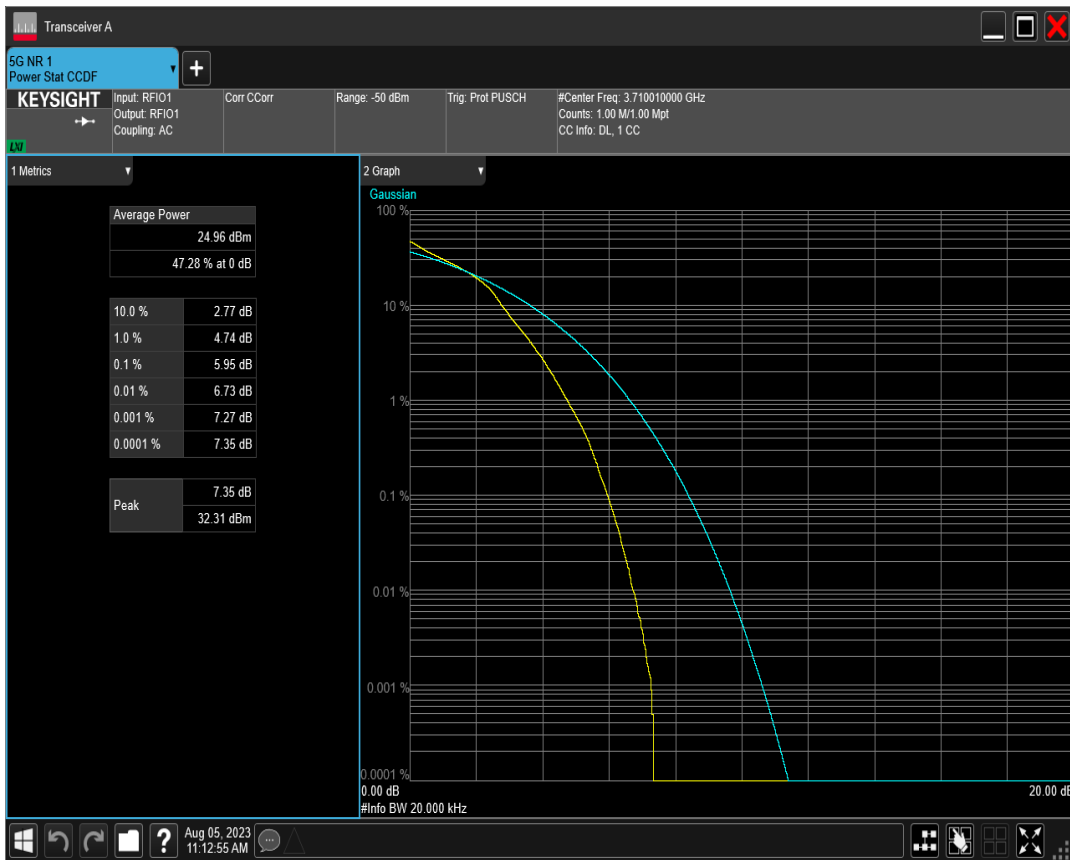 Transceiver A
5G NR 1
Power Stat CCDF
KEYSIGHT
LXI
Input: RFIO1
Output: RFIO1
Coupling: AC
Corr CCorr
Range: -50 dBm
Trig: Prot PUSCH
#Center Freq: 3.710010000 GHz
Counts: 1.00 M/1.00 Mpt
CC Info: DL, 1 CC
1 Metrics
Average Power
24.96 dBm
47.28 % at 0 dB
10.0 % 2.77 dB
1.0 % 4.74 dB
0.1 % 5.95 dB
0.01 % 6.73 dB
0.001 % 7.27 dB
0.0001 % 7.35 dB
Peak 7.35 dB
32.31 dBm
2 Graph
Gaussian
100 %
10 %
1 %
0.1 %
0.01 %
0.001 %
0.0001 %
0.00 dB 20.00 dB
#Info BW 20.000 kHz
Aug 05, 2023
11:12:55 AM